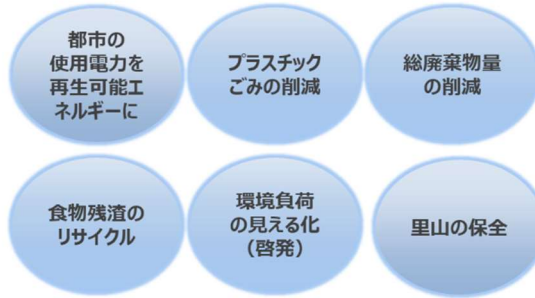 都市の
使用電力を
再生可能エ
ネルギーに
プラスチック
ごみの削減
総廃棄物量
の削減
食物残渣の
リサイクル
環境負荷
の見える化
(啓発)
里山の保全